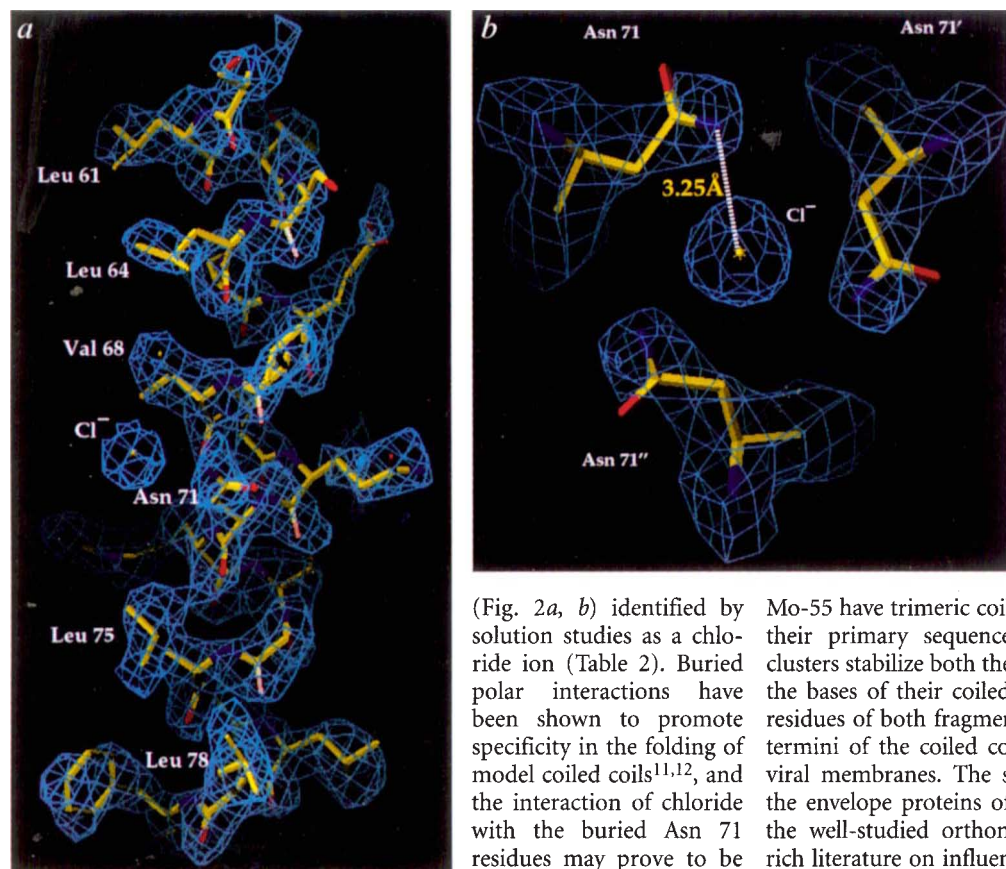 a
Leu 61
Leu 64
Val 68
Cl⁻
Asn 71
Leu 75
Leu 78
b
Asn 71
Asn 71′
3.25Å
Cl⁻
Asn 71″
(Fig. 2a, b) identified by
solution studies as a chlo-
ride ion (Table 2). Buried
polar interactions have
been shown to promote
specificity in the folding of
model coiled coils¹¹,¹², and
the interaction of chloride
with the buried Asn 71
residues may prove to be
Mo-55 have trimeric coi
their primary sequence
clusters stabilize both the
the bases of their coiled
residues of both fragmen
termini of the coiled co
viral membranes. The s
the envelope proteins o
the well-studied orthon
rich literature on influen